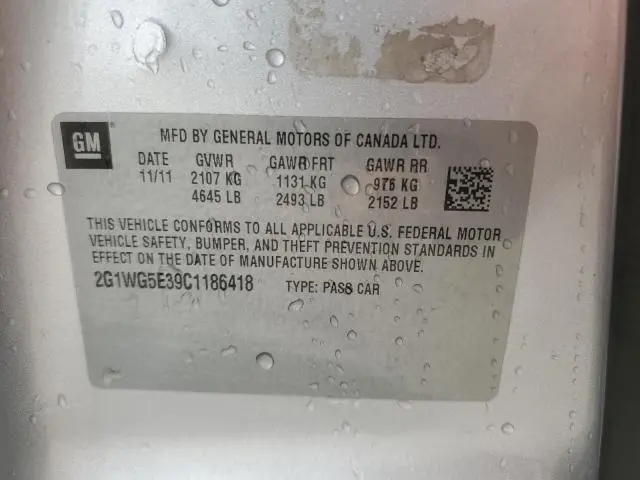 GM
MFD BY GENERAL MOTORS OF CANADA LTD.
DATE GVWR GAWR FRT GAWR RR
11/11 2107 KG 1131 KG 976 KG
4645 LB 2493 LB 2152 LB
THIS VEHICLE CONFORMS TO ALL APPLICABLE U.S. FEDERAL MOTOR
VEHICLE SAFETY, BUMPER, AND THEFT PREVENTION STANDARDS IN
EFFECT ON THE DATE OF MANUFACTURE SHOWN ABOVE.
2G1WG5E39C1186418 TYPE: PASS CAR